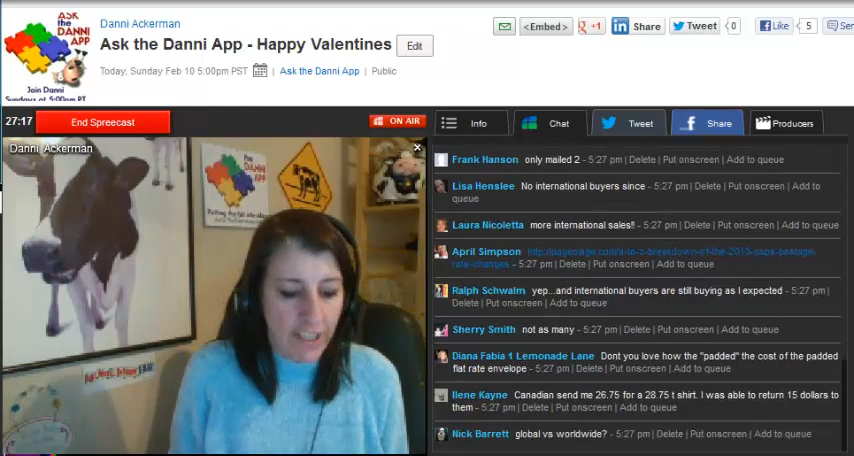 ASK
the
DANNI
APP
Join Danni
Sundays at 5:00pm PT
Danni Ackerman
Ask the Danni App - Happy Valentines
Edit
Today, Sunday Feb 10 5:00pm PST | Ask the Danni App | Public
<Embed>
+1
Share
Tweet
0
Like
5
27:17
End Spreecast
ON AIR
Danni Ackerman
ASK
the
DANNI
APP
Info
Chat
Tweet
Share
Producers
Frank Hanson only mailed 2 - 5:27 pm | Delete | Put onscreen | Add to queue
Lisa Henslee No international buyers since - 5:27 pm | Delete | Put onscreen | Add to
queue
Laura Nicoletta more international sales!! - 5:27 pm | Delete | Put onscreen | Add to queue
April Simpson http://pagemage.com/a-to-z-breakdown-of-the-2013-usps-postage-
rate-changes - 5:27 pm | Delete | Put onscreen | Add to queue
Ralph Schwalm yep...and international buyers are still buying as I expected - 5:27 pm |
Delete | Put onscreen | Add to queue
Sherry Smith not as many - 5:27 pm | Delete | Put onscreen | Add to queue
Diana Fabia 1 Lemonade Lane Dont you love how the "padded" the cost of the padded
flat rate envelope - 5:27 pm | Delete | Put onscreen | Add to queue
Ilene Kayne Canadian send me 26.75 for a 28.75 t shirt. I was able to return 15 dollars to
them - 5:27 pm | Delete | Put onscreen | Add to queue
Nick Barrett global vs worldwide? - 5:27 pm | Delete | Put onscreen | Add to queue